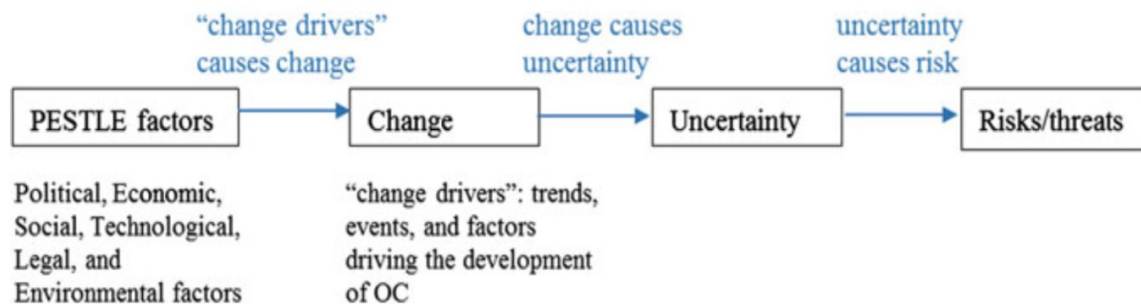 “change drivers”
causes change
change causes
uncertainty
uncertainty
causes risk
PESTLE factors
Change
Uncertainty
Risks/threats
Political, Economic,
Social, Technological,
Legal, and
Environmental factors
“change drivers”: trends,
events, and factors
driving the development
of OC